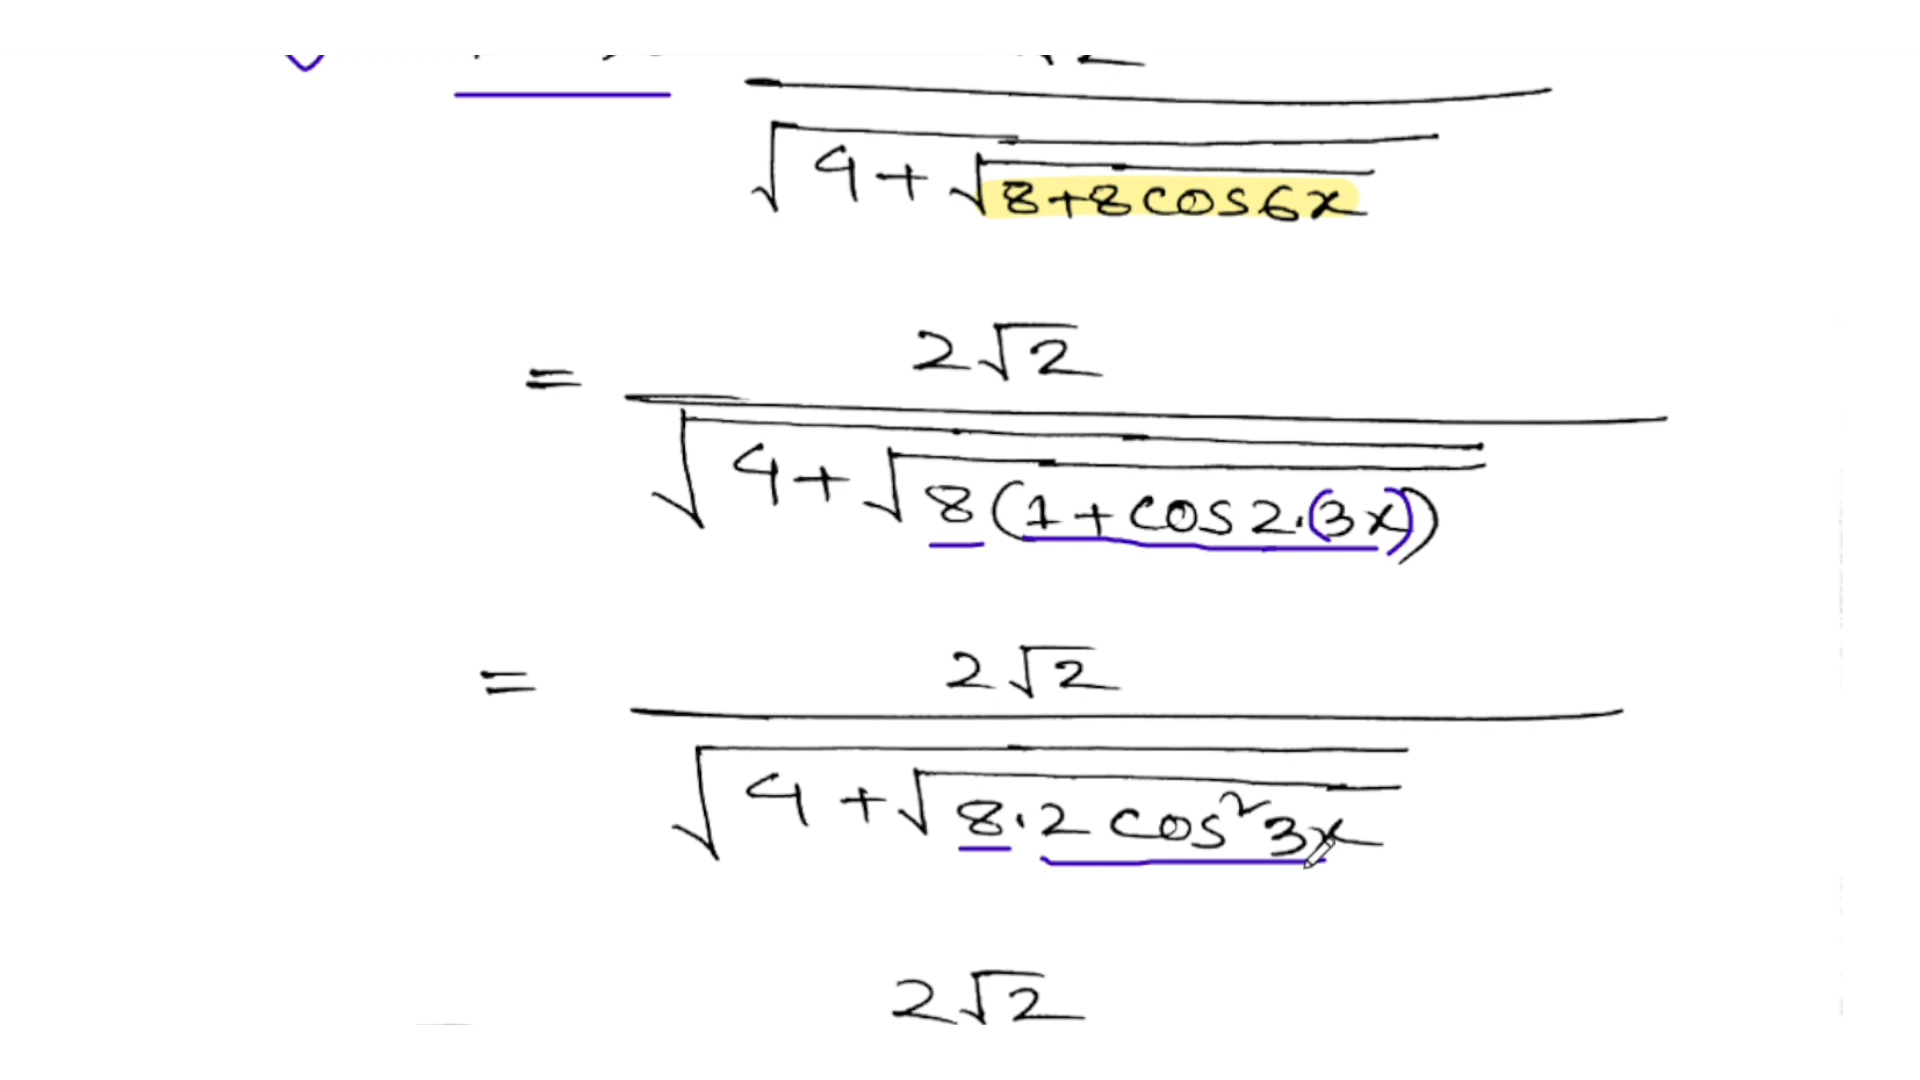 √(4+√(8+8cos6x))
= 2√2 / √(4+√(8(1+cos2.(3x))))
= 2√2 / √(4+√(8.2cos²3x))
2√2